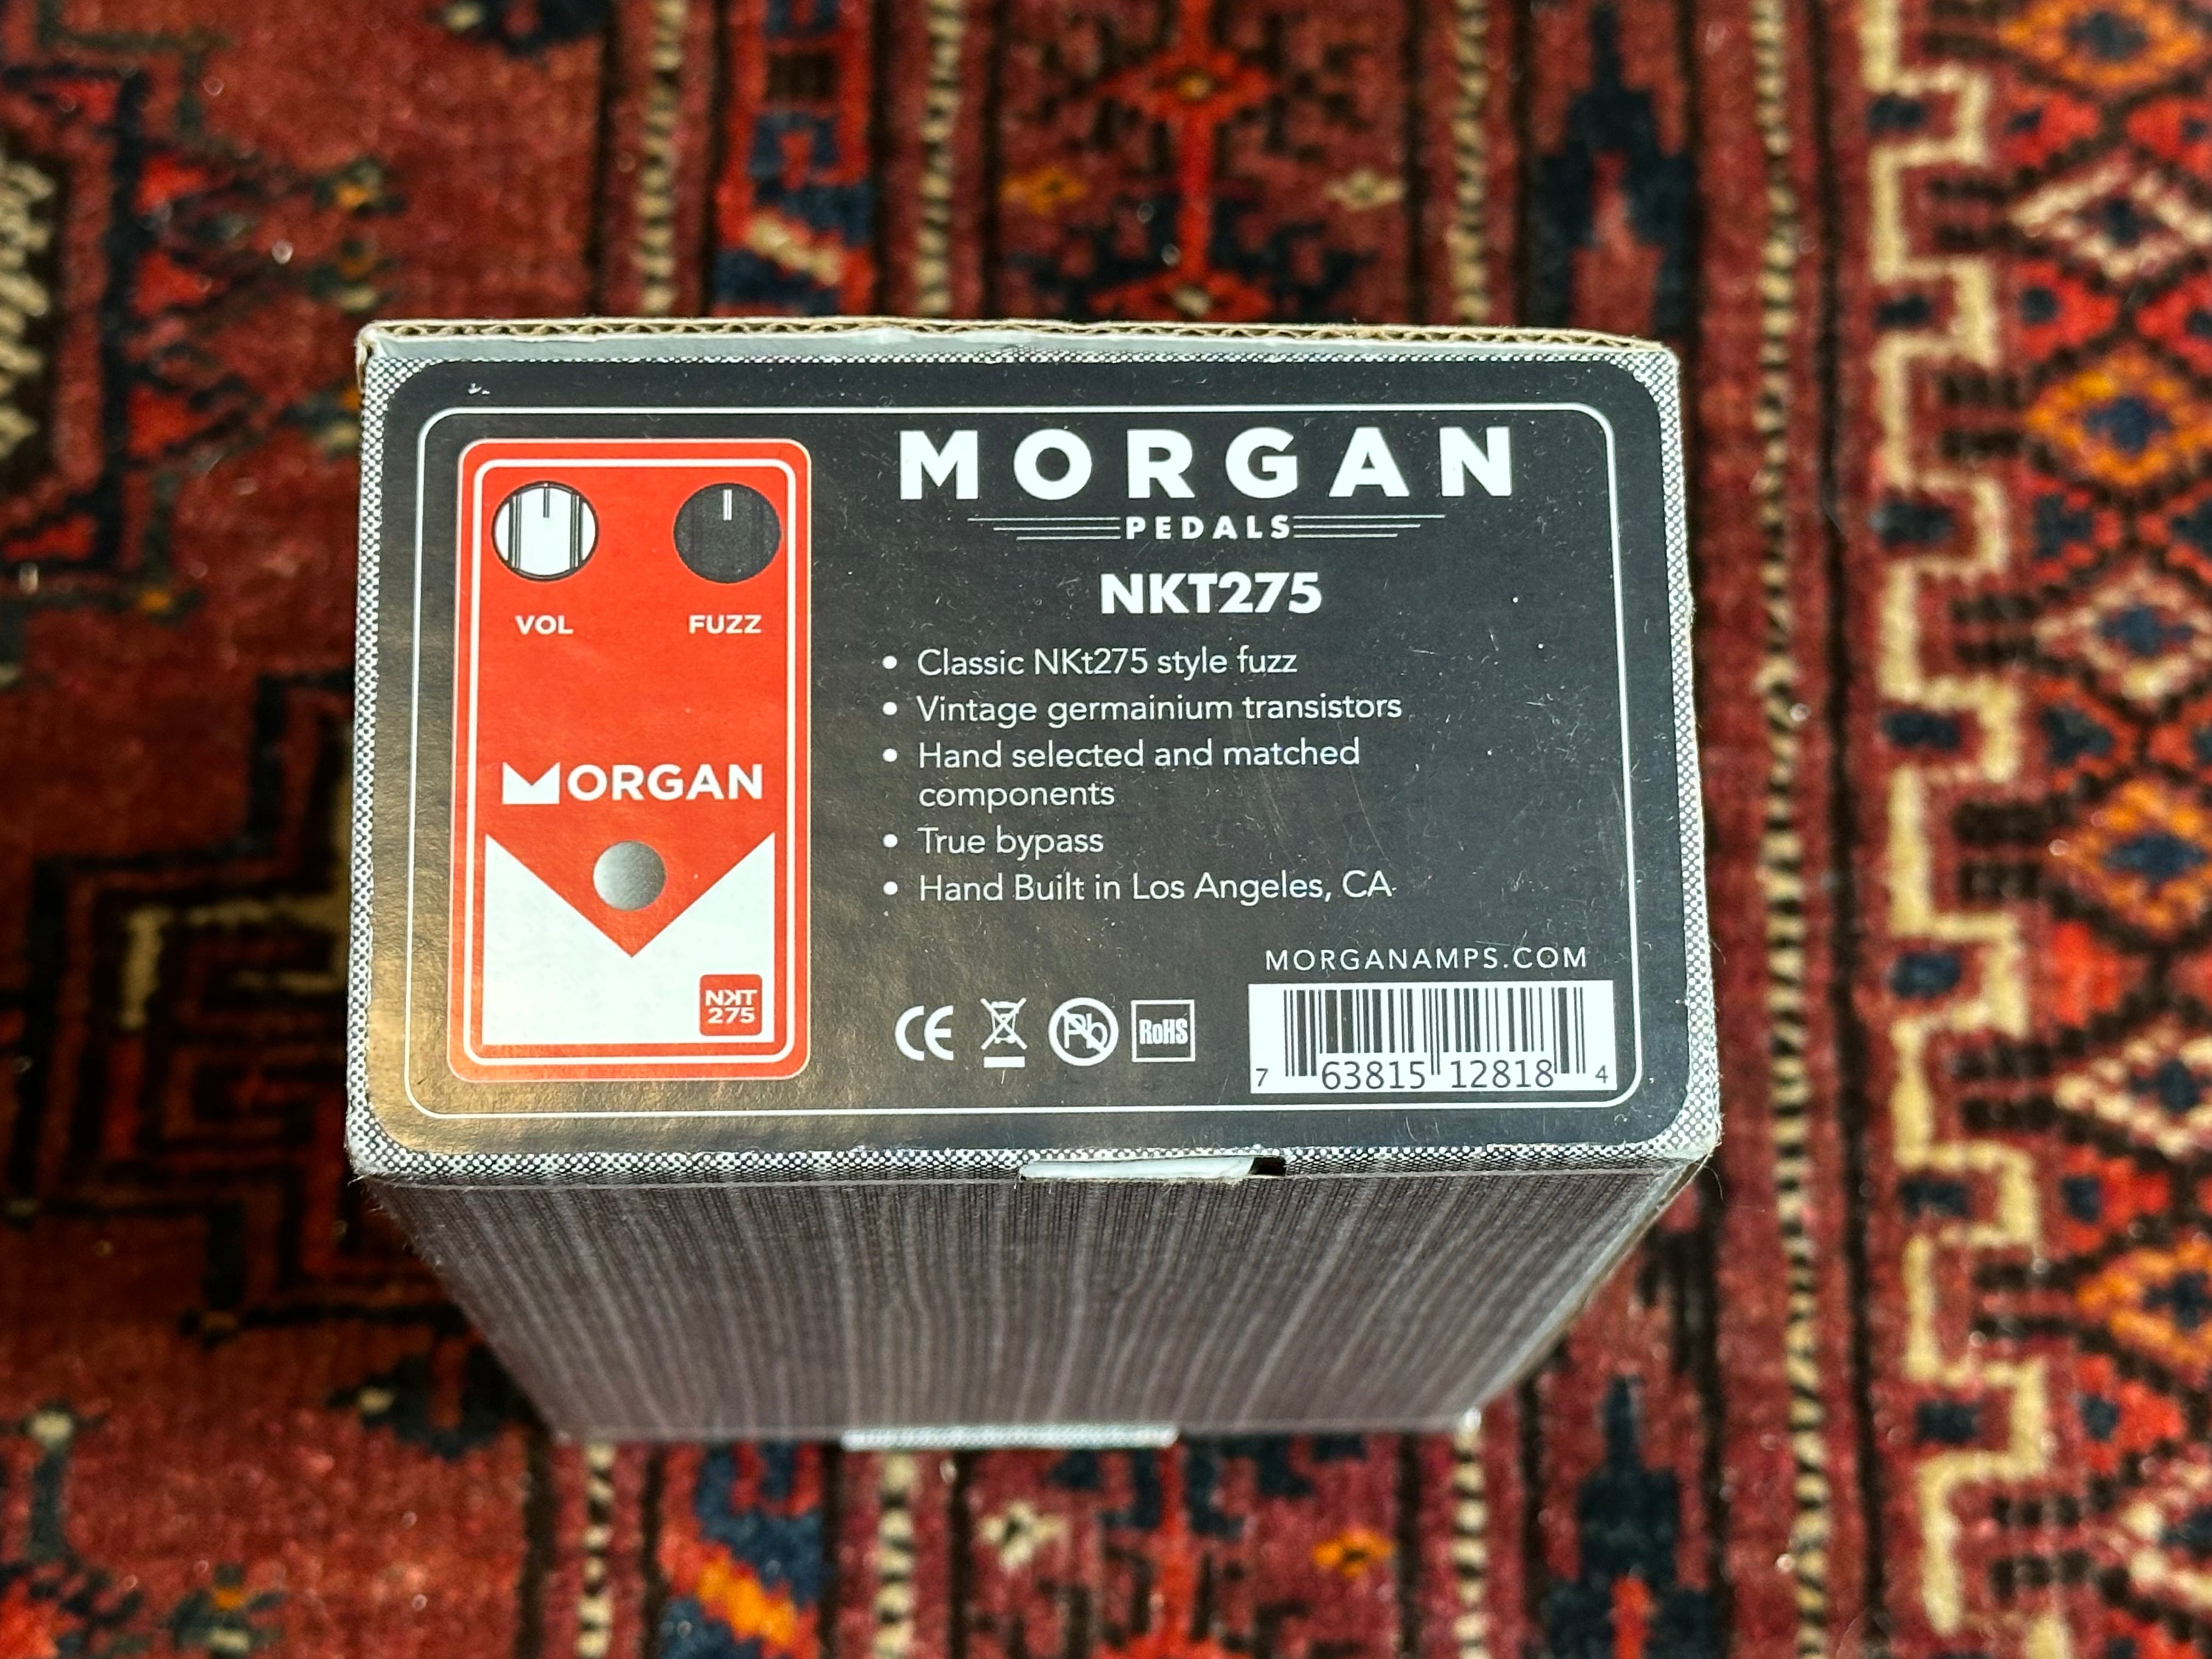 MORGAN
PEDALS
NKT275
• Classic NKt275 style fuzz
• Vintage germainium transistors
• Hand selected and matched
components
• True bypass
• Hand Built in Los Angeles, CA
MORGANAMPS.COM
CE
Pb
RoHS
7 63815 12818 4
VOL
FUZZ
MORGAN
NKT
275